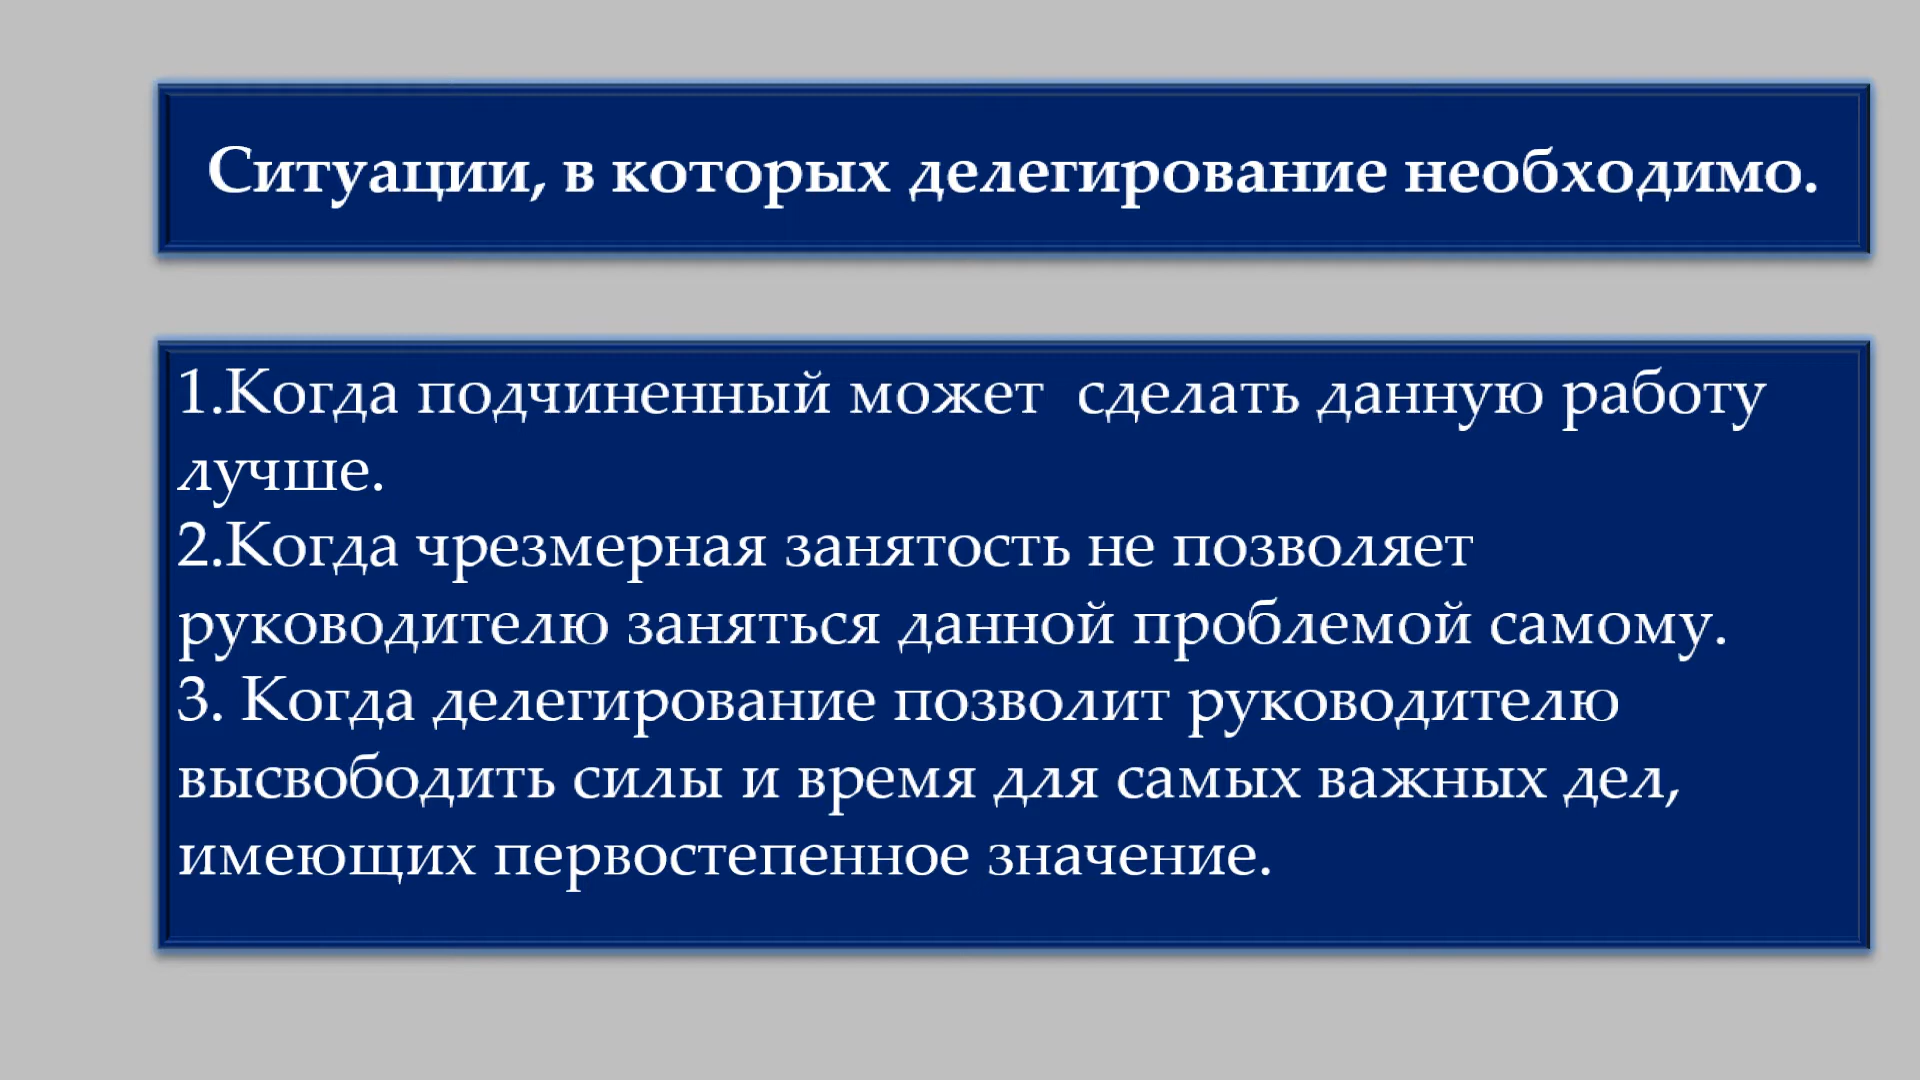 Ситуации, в которых делегирование необходимо.
1.Когда подчиненный может  сделать данную работу
лучше.
2.Когда чрезмерная занятость не позволяет
руководителю заняться данной проблемой самому.
3. Когда делегирование позволит руководителю
высвободить силы и время для самых важных дел,
имеющих первостепенное значение.